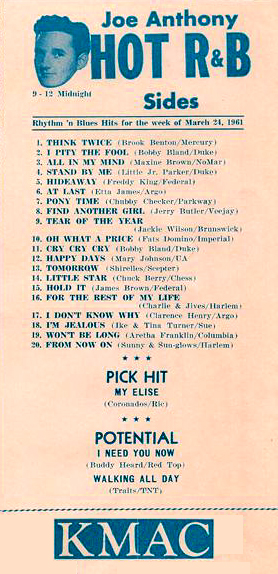 Joe Anthony
HOT R&B
9 - 12 Midnight
Sides
Rhythm 'n Blues Hits for the week of March 24, 1961
1. THINK TWICE (Brook Benton/Mercury)
2. I PITY THE FOOL (Bobby Bland/Duke)
3. ALL IN MY MIND (Maxine Brown/NoMar)
4. STAND BY ME (Little Jr. Parker/Duke)
5. HIDEAWAY (Freddy King/Federal)
6. AT LAST (Etta James/Argo)
7. PONY TIME (Chubby Checker/Parkway)
8. FIND ANOTHER GIRL (Jerry Butler/Veejay)
9. TEAR OF THE YEAR
(Jackie Wilson/Brunswick)
10. OH WHAT A PRICE (Fats Domino/Imperial)
11. CRY CRY CRY (Bobby Bland/Duke)
12. HAPPY DAYS (Mary Johnson/UA
13. TOMORROW (Shirelles/Scepter)
14. LITTLE STAR (Chuck Berry/Chess)
15. HOLD IT (James Brown/Federal)
16. FOR THE REST OF MY LIFE
(Charlie & Jives/Harlem)
17. I DON'T KNOW WHY (Clarence Henry/Argo)
18. I'M JEALOUS (Ike & Tina Turner/Sue)
19. WON'T BE LONG (Aretha Franklin/Columbia)
20. FROM NOW ON (Sunny & Sun-glows/Harlem)
* * *
PICK HIT
MY ELISE
(Coronados/Ric)
* * *
POTENTIAL
I NEED YOU NOW
(Buddy Heard/Red Top)
WALKING ALL DAY
(Traits/TNT)
KMAC